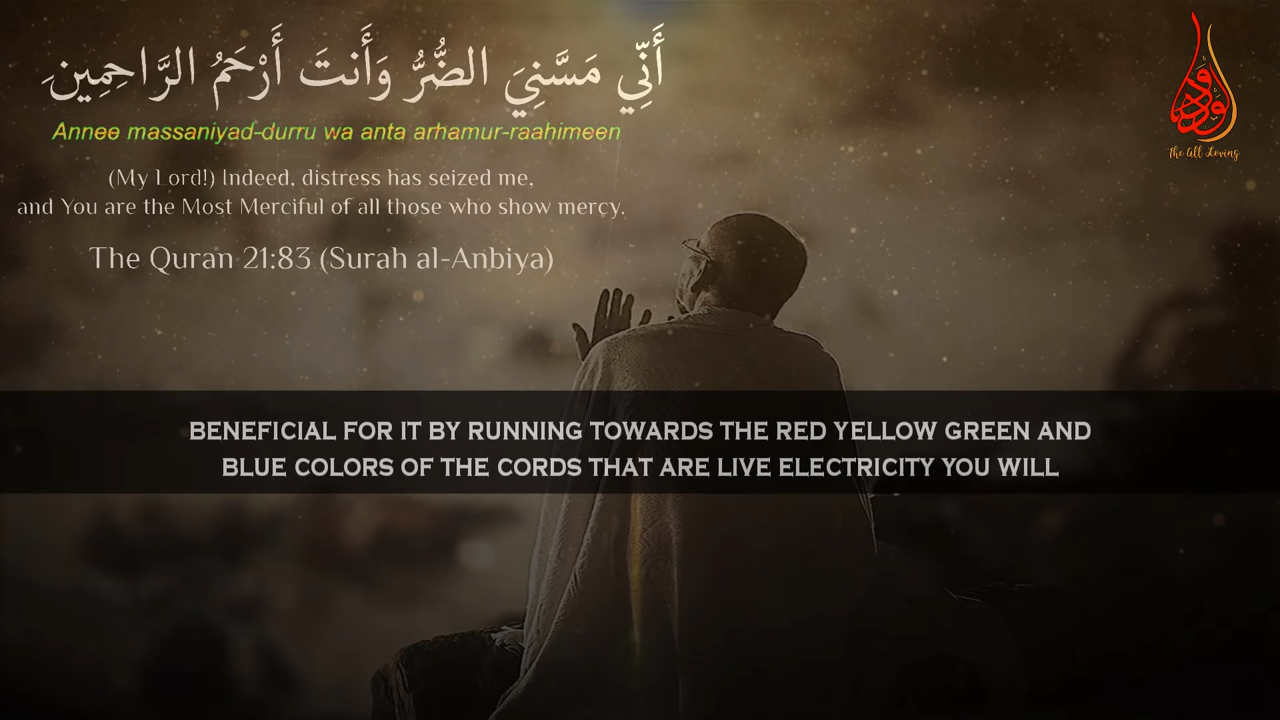 أَنِّي مَسَّنِيَ الضُّرُّ وَأَنتَ أَرْحَمُ الرَّاحِمِينَ
Annee massaniyad-durru wa anta arhamur-raahimeen
(My Lord!) Indeed, distress has seized me,
and You are the Most Merciful of all those who show mercy.
The Quran 21:83 (Surah al-Anbiya)
الودود
The All Loving
BENEFICIAL FOR IT BY RUNNING TOWARDS THE RED YELLOW GREEN AND
BLUE COLORS OF THE CORDS THAT ARE LIVE ELECTRICITY YOU WILL